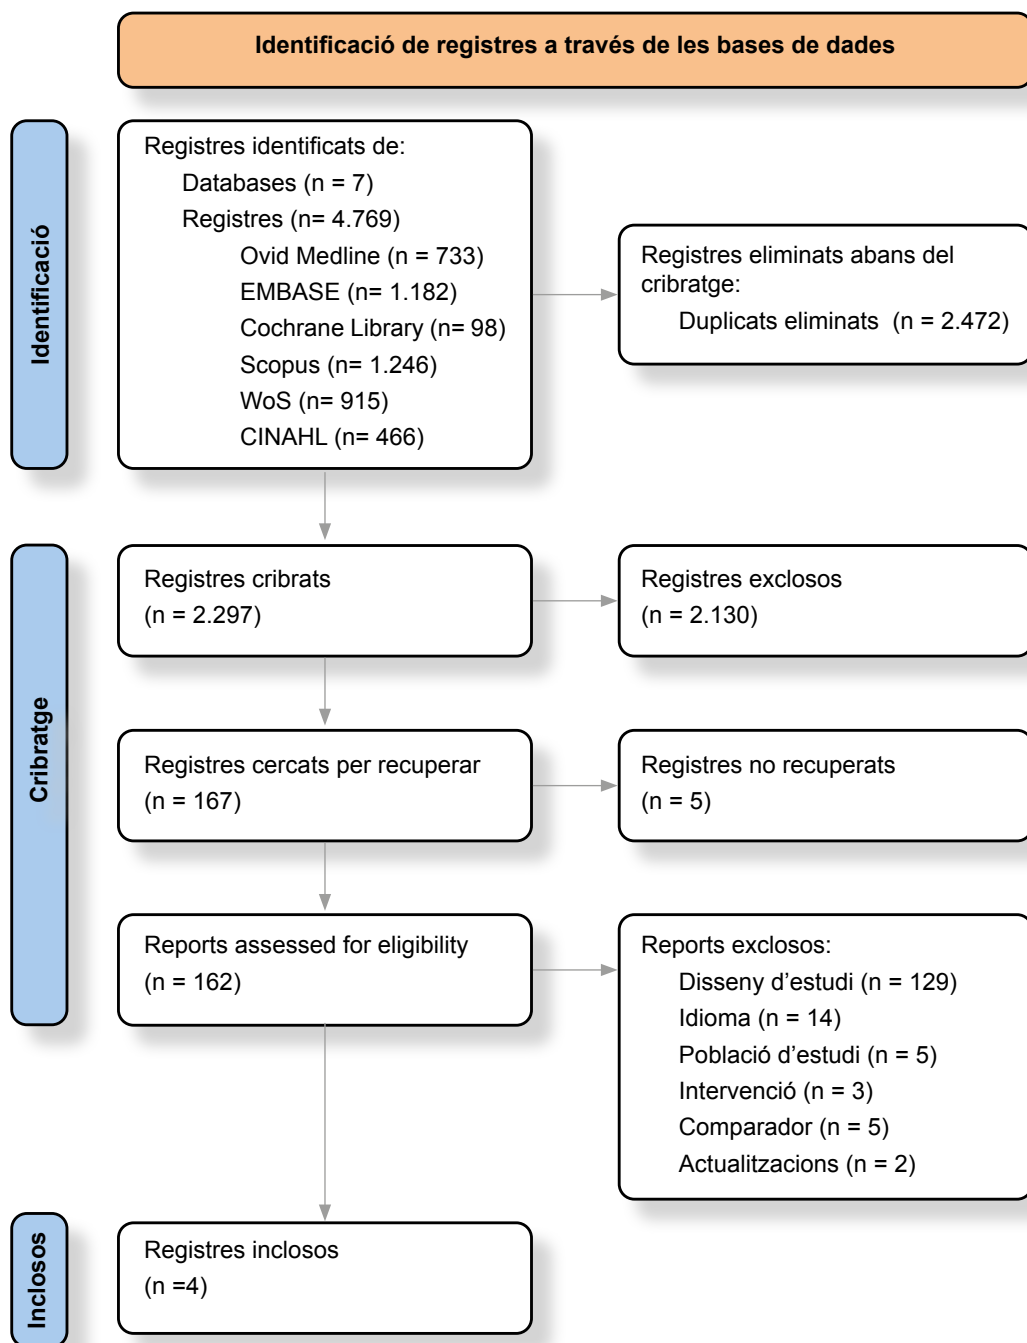 Identificació de registres a través de les bases de dades
Identificació
Registres identificats de:
Databases (n = 7)
Registres (n= 4.769)
Ovid Medline (n = 733)
EMBASE (n= 1.182)
Cochrane Library (n= 98)
Scopus (n= 1.246)
WoS (n= 915)
CINAHL (n= 466)
Registres eliminats abans del
cribratge:
Duplicats eliminats (n = 2.472)
Cribratge
Registres cribrats
(n = 2.297)
Registres exclosos
(n = 2.130)
Registres cercats per recuperar
(n = 167)
Registres no recuperats
(n = 5)
Reports assessed for eligibility
(n = 162)
Reports exclosos:
Disseny d’estudi (n = 129)
Idioma (n = 14)
Població d’estudi (n = 5)
Intervenció (n = 3)
Comparador (n = 5)
Actualitzacions (n = 2)
Inclosos
Registres inclosos
(n =4)